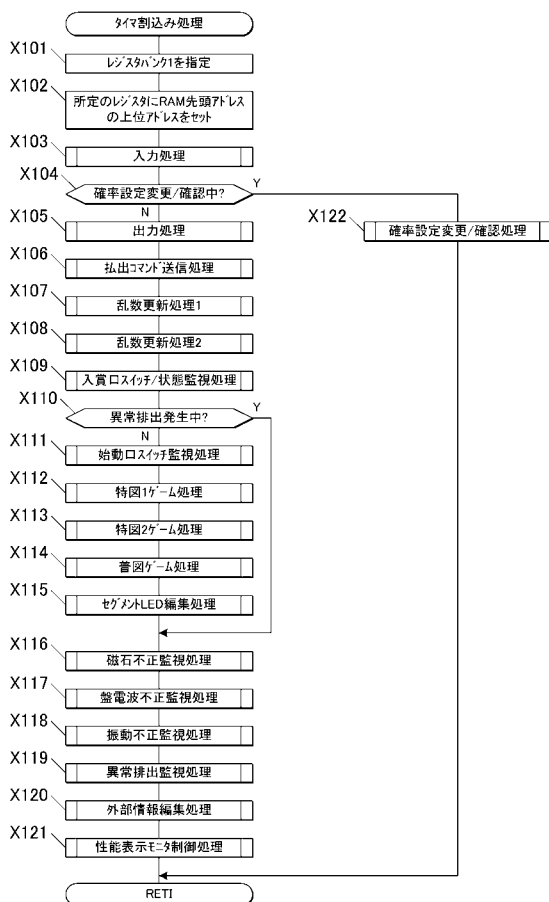 タイマ割込み処理
X101
レジスタバンク1を指定
X102
所定のレジスタにRAM先頭アドレス
の上位アドレスをセット
X103
入力処理
X104
確率設定変更/確認中?
Y
N
X105
出力処理
X122
確率設定変更/確認処理
X106
払出コマンド送信処理
X107
乱数更新処理1
X108
乱数更新処理2
X109
入賞口スイッチ/状態監視処理
X110
異常排出発生中?
Y
N
X111
始動口スイッチ監視処理
X112
特図1ゲーム処理
X113
特図2ゲーム処理
X114
普図ゲーム処理
X115
セグメントLED編集処理
X116
磁石不正監視処理
X117
盤電波不正監視処理
X118
振動不正監視処理
X119
異常排出監視処理
X120
外部情報編集処理
X121
性能表示モニタ制御処理
RETI